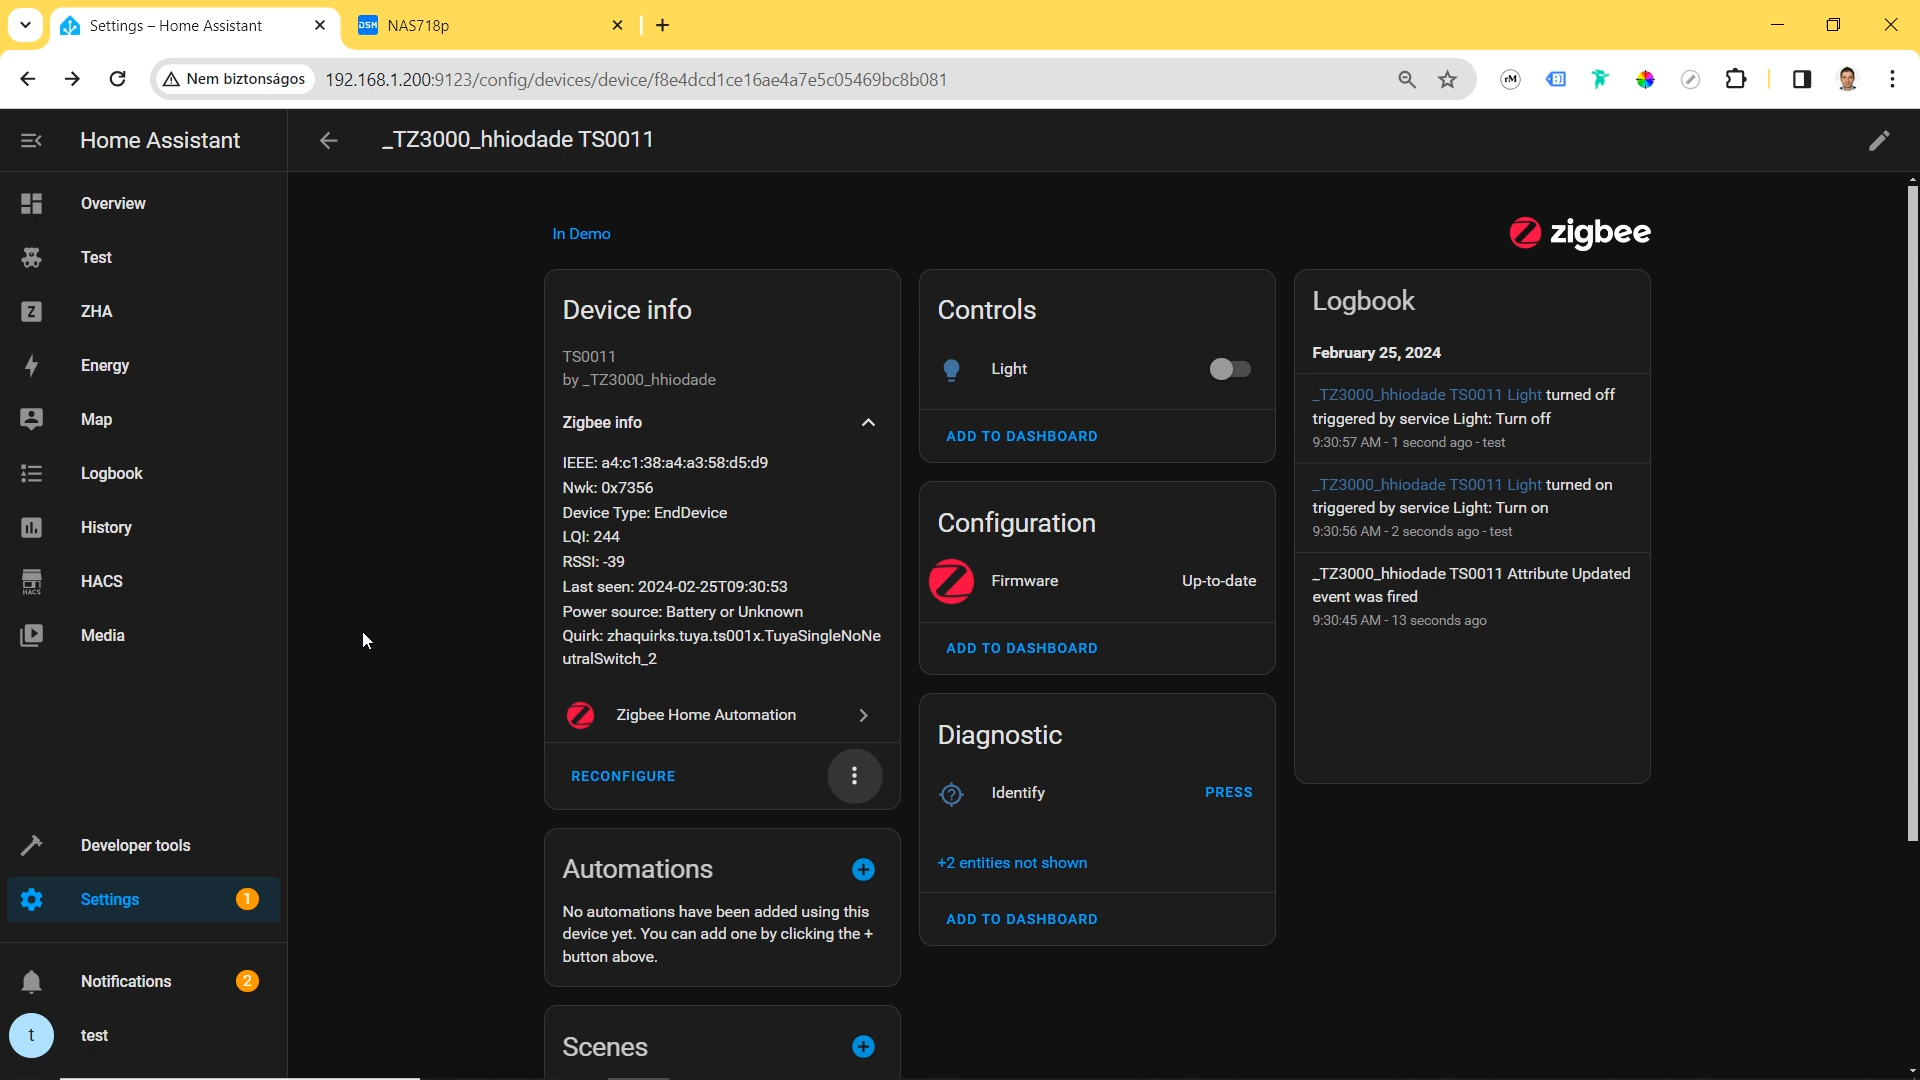 Settings – Home Assistant
DSM
NAS718p
Nem biztonságos
192.168.1.200:9123/config/devices/device/f8e4dcd1ce16ae4a7e5c05469bc8b081
rM
Home Assistant
_TZ3000_hhiodade TS0011
Overview
Test
Z
ZHA
Energy
Map
Logbook
History
HACS
HACS
Media
Developer tools
Settings
1
Notifications
2
t
test
In Demo
zigbee
Device info
TS0011
by _TZ3000_hhiodade
Zigbee info
IEEE: a4:c1:38:a4:a3:58:d5:d9
Nwk: 0x7356
Device Type: EndDevice
LQI: 244
RSSI: -39
Last seen: 2024-02-25T09:30:53
Power source: Battery or Unknown
Quirk: zhaquirks.tuya.ts001x.TuyaSingleNoNe
utralSwitch_2
Zigbee Home Automation
RECONFIGURE
Automations
No automations have been added using this
device yet. You can add one by clicking the +
button above.
Scenes
Controls
Light
ADD TO DASHBOARD
Configuration
Firmware
Up-to-date
ADD TO DASHBOARD
Diagnostic
Identify
PRESS
+2 entities not shown
ADD TO DASHBOARD
Logbook
February 25, 2024
_TZ3000_hhiodade TS0011 Light turned off
triggered by service Light: Turn off
9:30:57 AM - 1 second ago - test
_TZ3000_hhiodade TS0011 Light turned on
triggered by service Light: Turn on
9:30:56 AM - 2 seconds ago - test
_TZ3000_hhiodade TS0011 Attribute Updated
event was fired
9:30:45 AM - 13 seconds ago